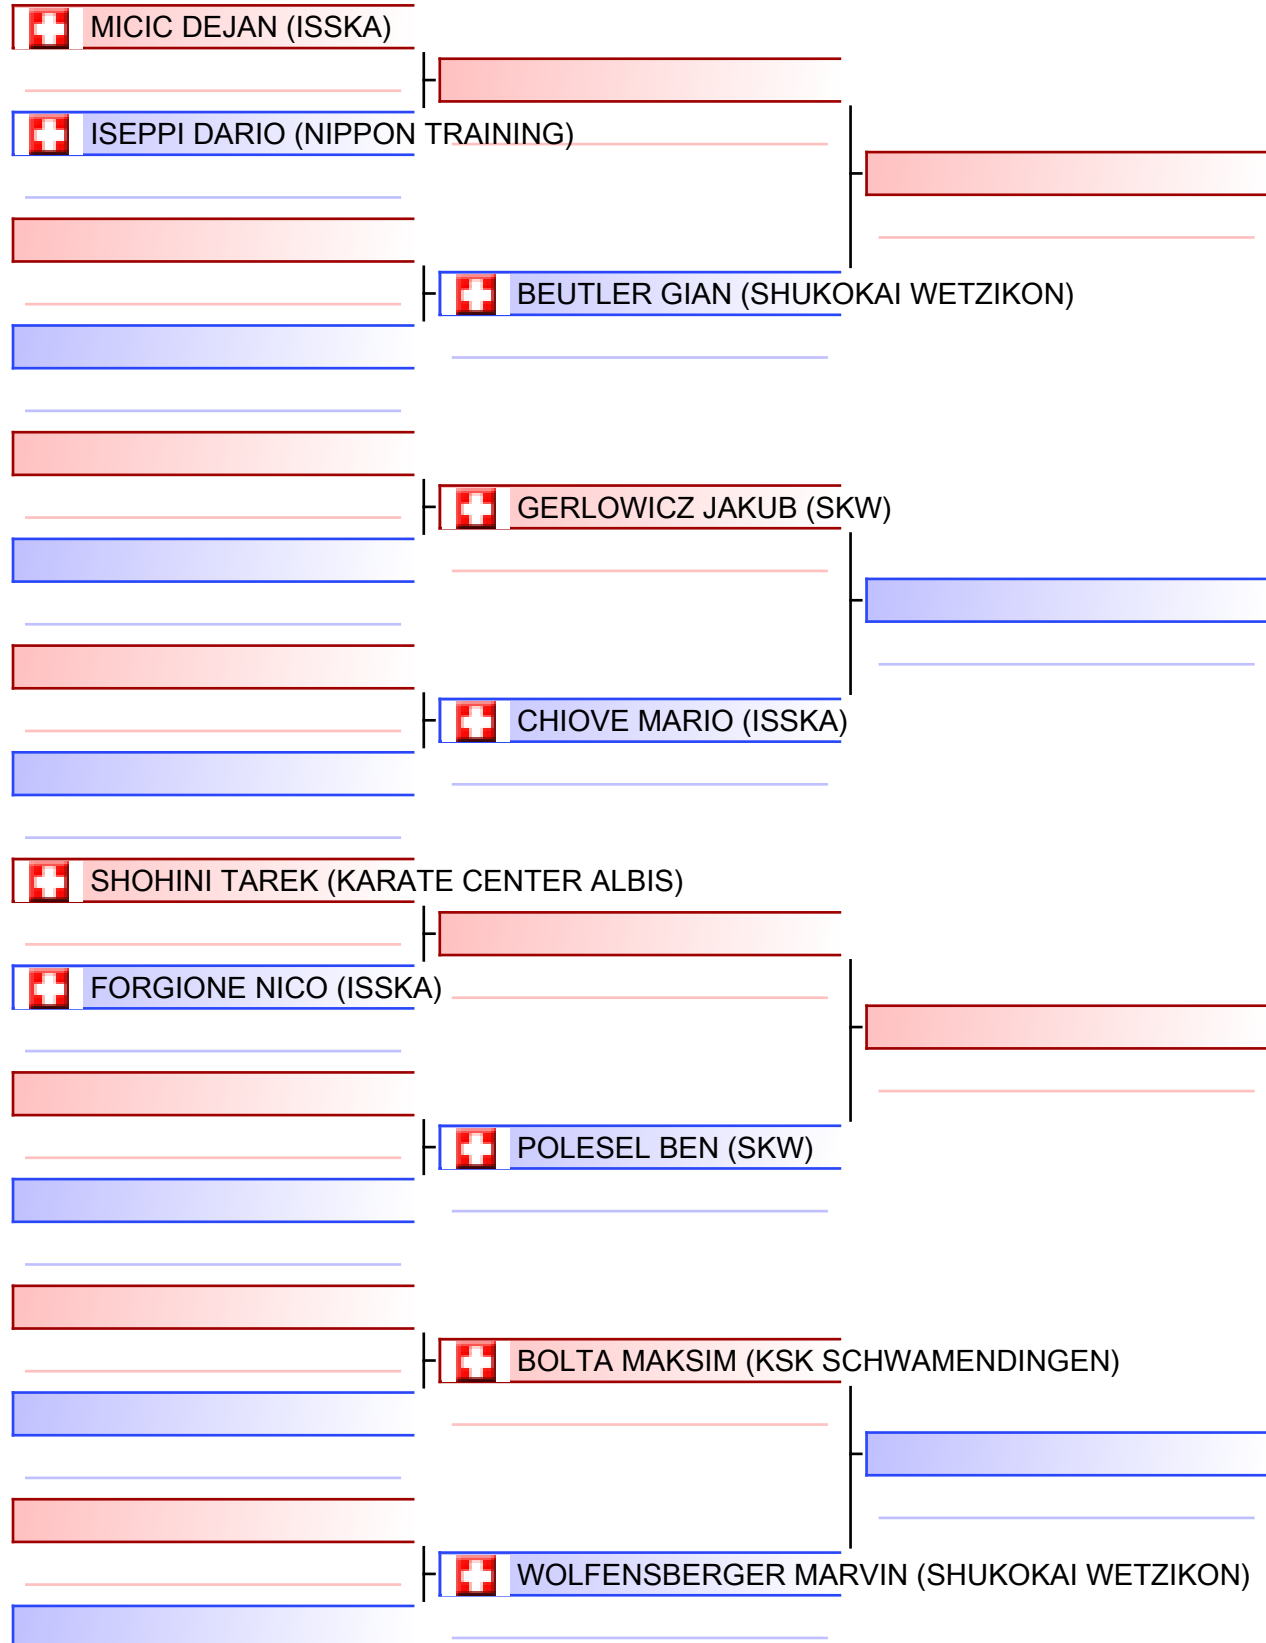 MICIC DEJAN (ISSKA)
ISEPPI DARIO (NIPPON TRAINING)
BEUTLER GIAN (SHUKOKAI WETZIKON)
GERLOWICZ JAKUB (SKW)
CHIOVE MARIO (ISSKA)
SHOHINI TAREK (KARATE CENTER ALBIS)
FORGIONE NICO (ISSKA)
POLESEL BEN (SKW)
BOLTA MAKSIM (KSK SCHWAMENDINGEN)
WOLFENSBERGER MARVIN (SHUKOKAI WETZIKON)